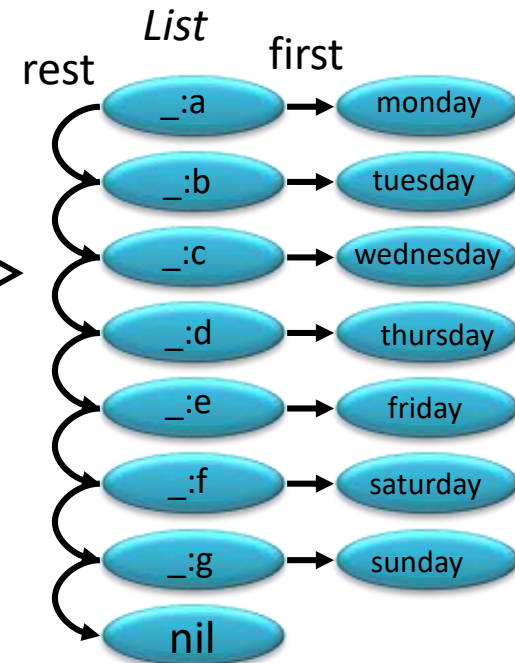 List
rest first
_:a monday
_:b tuesday
_:c wednesday
_:d thursday
_:e friday
_:f saturday
_:g sunday
nil